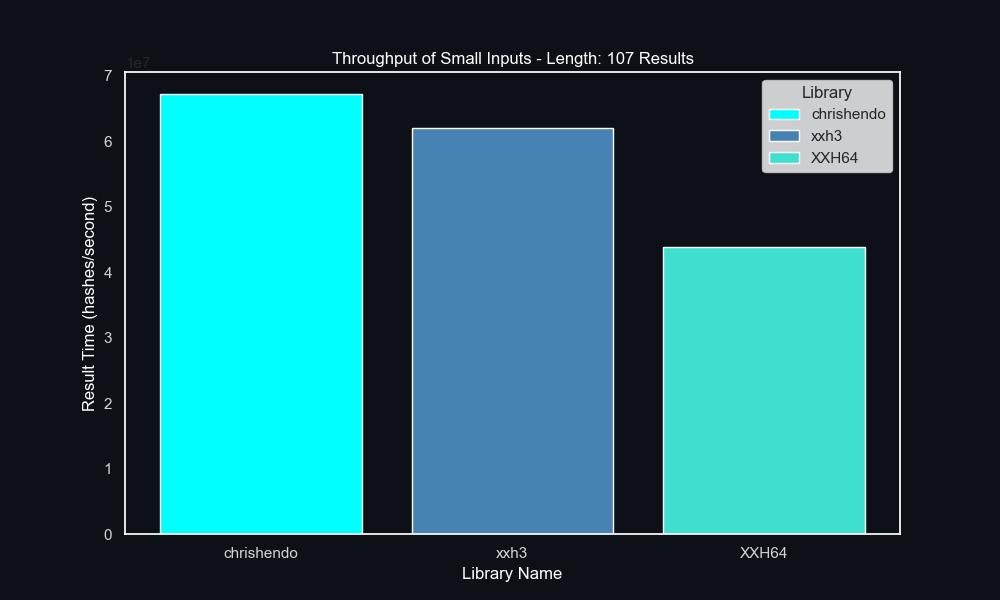 Throughput of Small Inputs - Length: 107 Results
1e7
7
6
5
4
3
2
1
0
Result Time (hashes/second)
Library
chrishendo
xxh3
XXH64
chrishendo
xxh3
XXH64
Library Name